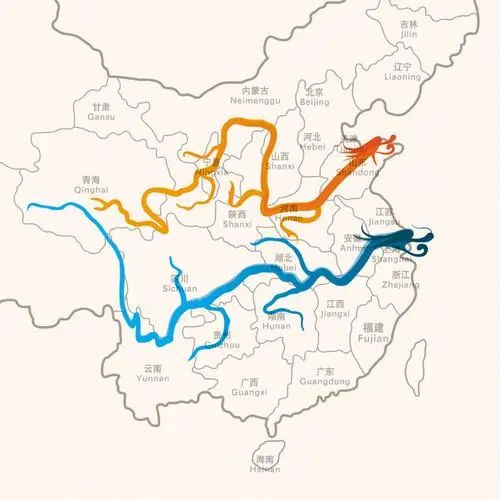 吉林
Jilin
辽宁
Liaoning
内蒙古
Neimenggu
北京
Beijing
甘肃
Gansu
河北
Hebei
天津
山西
Shanxi
山东
Shandong
宁夏
Ningxia
青海
Qinghai
陕西
Shanxi
河南
Henan
江苏
Jiangsu
安徽
Anhui
Shanghai
浙江
Zhejiang
湖北
Hubei
四川
Sichuan
江西
Jiangxi
湖南
Hunan
贵州
Guizhou
福建
Fujian
云南
Yunnan
广西
Guangxi
广东
Guangdong
海南
Hainan